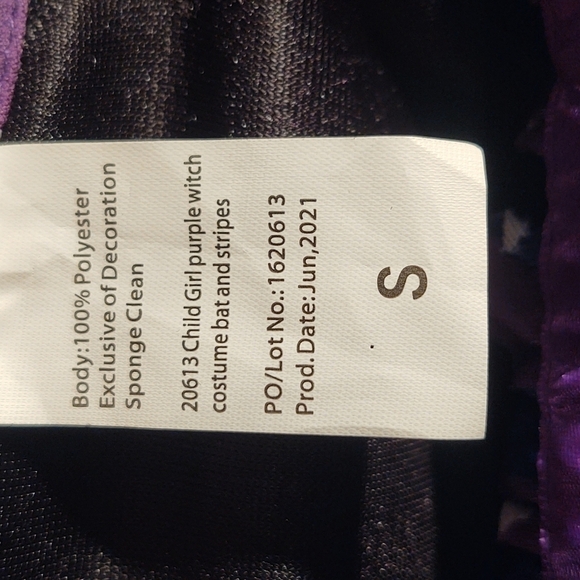 Body:100% Polyester
Exclusive of Decoration
Sponge Clean
20613 Child Girl purple witch
costume bat and stripes
PO/Lot No.:1620613
Prod.Date:Jun,2021
S